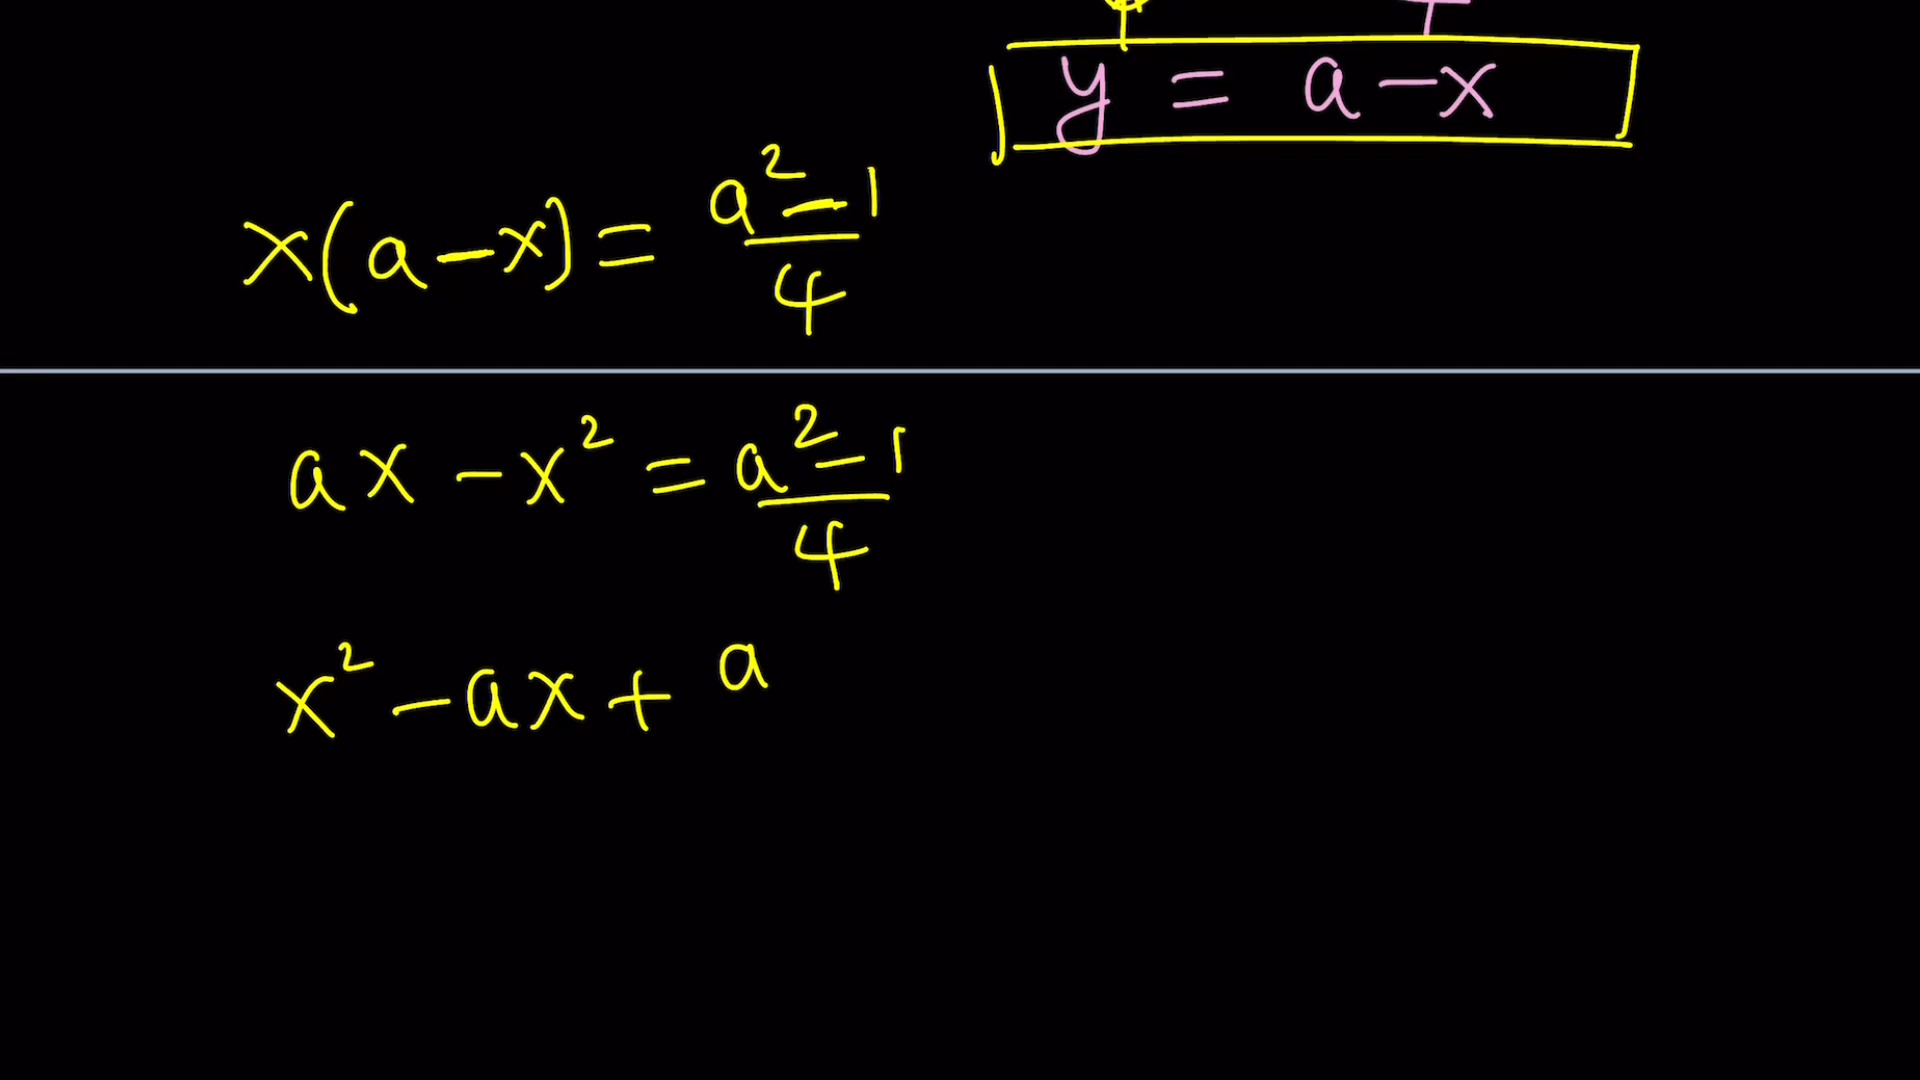 y = a - x
x(a-x) = a² - 1 / 4
ax - x² = a² - 1 / 4
x² - ax + a